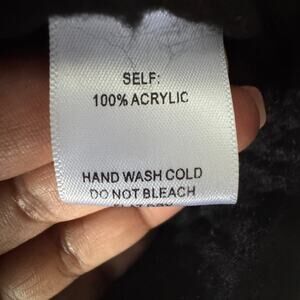 SELF:
100% ACRYLIC
HAND WASH COLD
DO NOT BLEACH